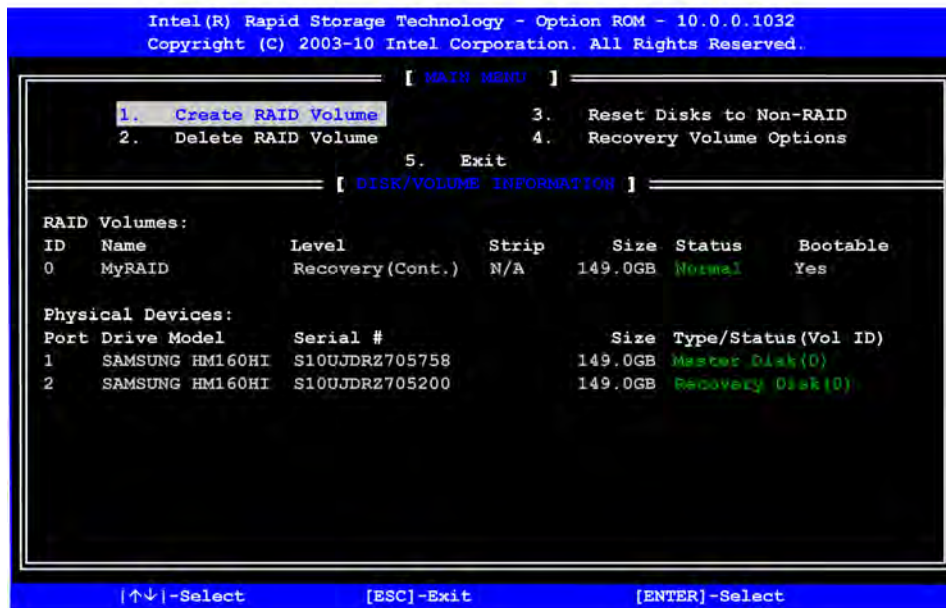 Intel(R) Rapid Storage Technology - Option ROM - 10.0.0.1032
Copyright (C) 2003-10 Intel Corporation. All Rights Reserved.
[ MAIN MENU ]
1. Create RAID Volume 3. Reset Disks to Non-RAID
2. Delete RAID Volume 4. Recovery Volume Options
5. Exit
[ DISK/VOLUME INFORMATION ]
RAID Volumes:
ID Name Level Strip Size Status Bootable
0 MyRAID Recovery(Cont.) N/A 149.0GB Normal Yes
Physical Devices:
Port Drive Model Serial # Size Type/Status(Vol ID)
1 SAMSUNG HM160HI S10UJDRZ705758 149.0GB Master Disk(0)
2 SAMSUNG HM160HI S10UJDRZ705200 149.0GB Recovery Disk(0)
|↑↓|-Select [ESC]-Exit [ENTER]-Select